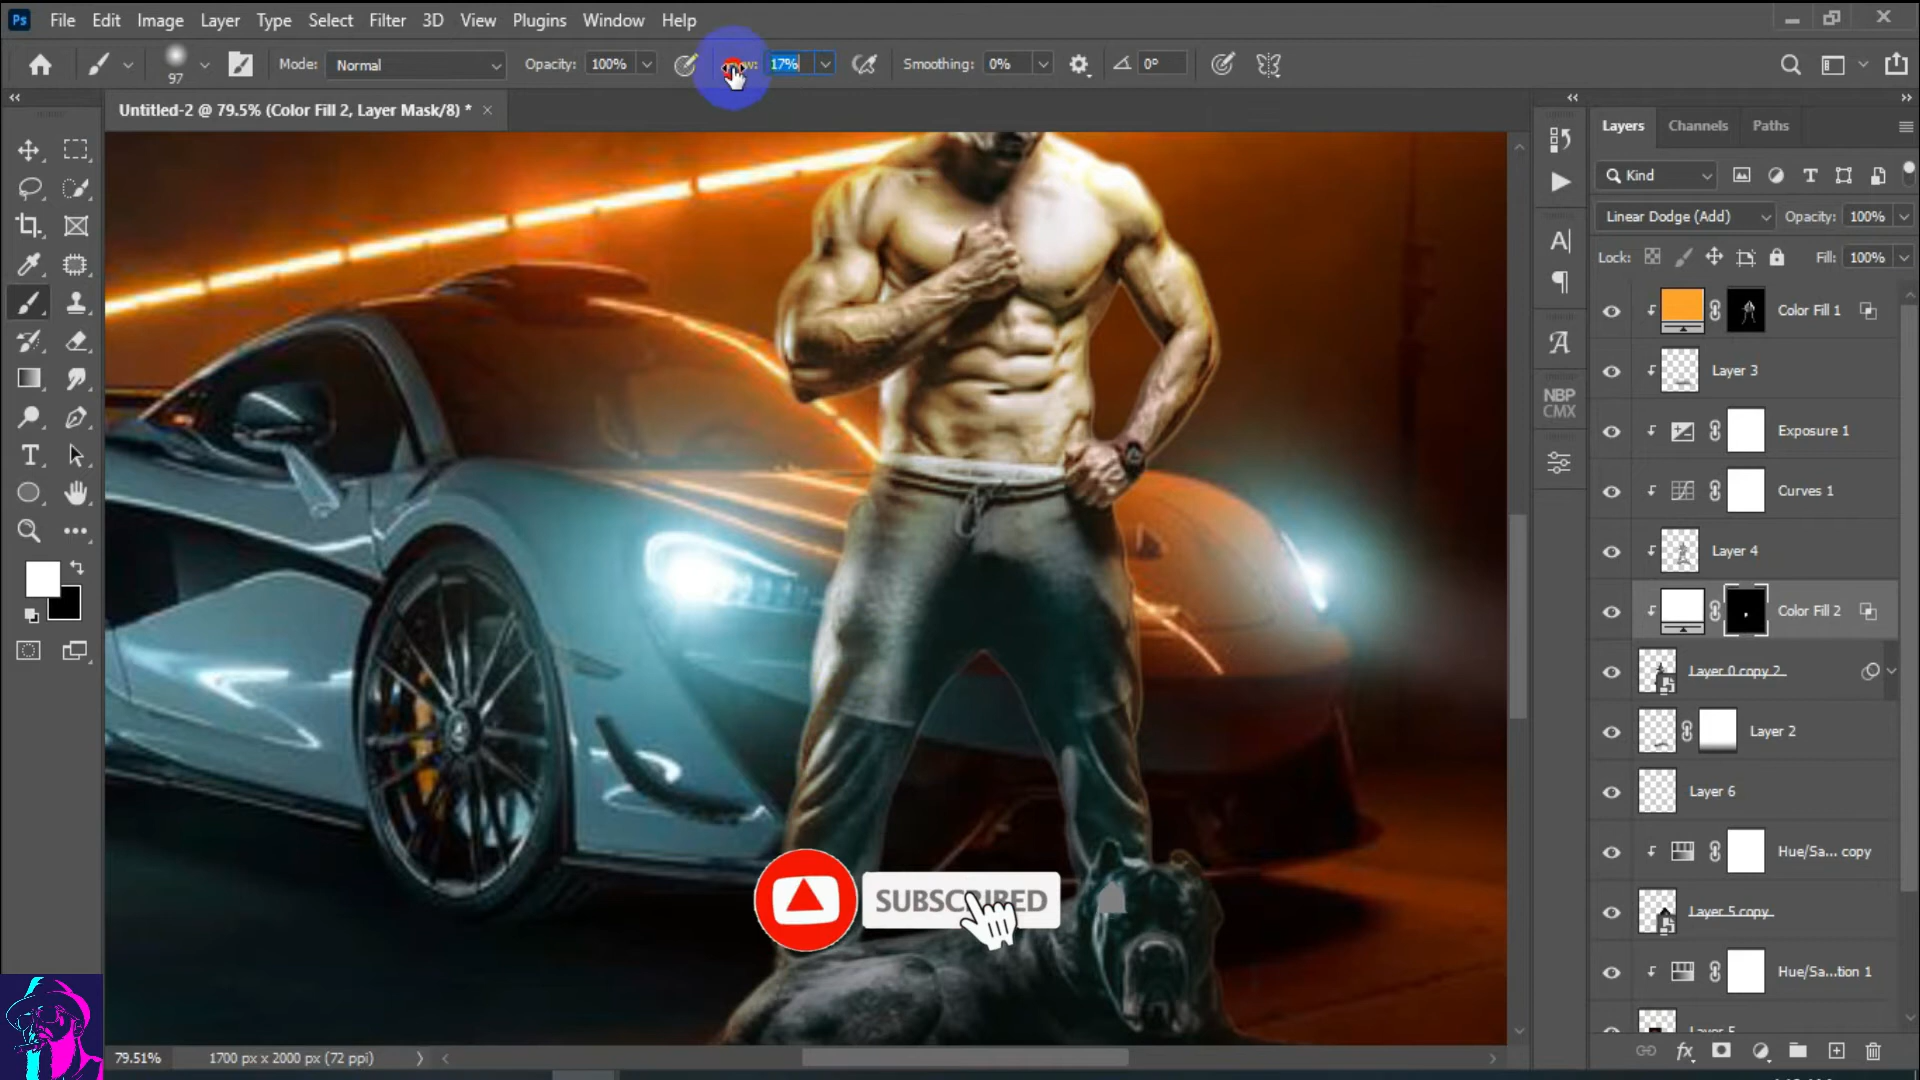 Ps File Edit Image Layer Type Select Filter 3D View Plugins Window Help
97 Mode: Normal Opacity: 100% 17% Smoothing: 0% 0°
Untitled-2 @ 79.5% (Color Fill 2, Layer Mask/8) * ×
Layers Channels Paths
Kind
Linear Dodge (Add) Opacity: 100%
Lock: Fill: 100%
Color Fill 1
Layer 3
Exposure 1
Curves 1
Layer 4
Color Fill 2
Layer 0 copy 2
Layer 2
Layer 6
Hue/Sa... copy
Layer 5 copy
Hue/Sa...tion 1
NBP
CMX
SUBSCRIBED
79.51% 1700 px x 2000 px (72 ppi)